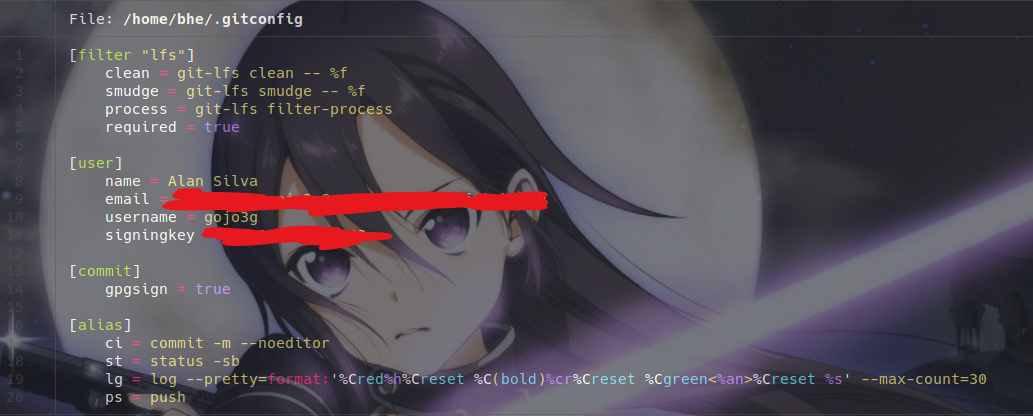 File: /home/bhe/.gitconfig
1 [filter "lfs"]
2 clean = git-lfs clean -- %f
3 smudge = git-lfs smudge -- %f
4 process = git-lfs filter-process
5 required = true
6
7 [user]
8 name = Alan Silva
9 email =
10 username = gojo3g
11 signingkey
12
13 [commit]
14 gpgsign = true
15
16 [alias]
17 ci = commit -m --noeditor
18 st = status -sb
19 lg = log --pretty=format:'%Cred%h%Creset %C(bold)%cr%Creset %Cgreen<%an>%Creset %s' --max-count=30
20 ps = push